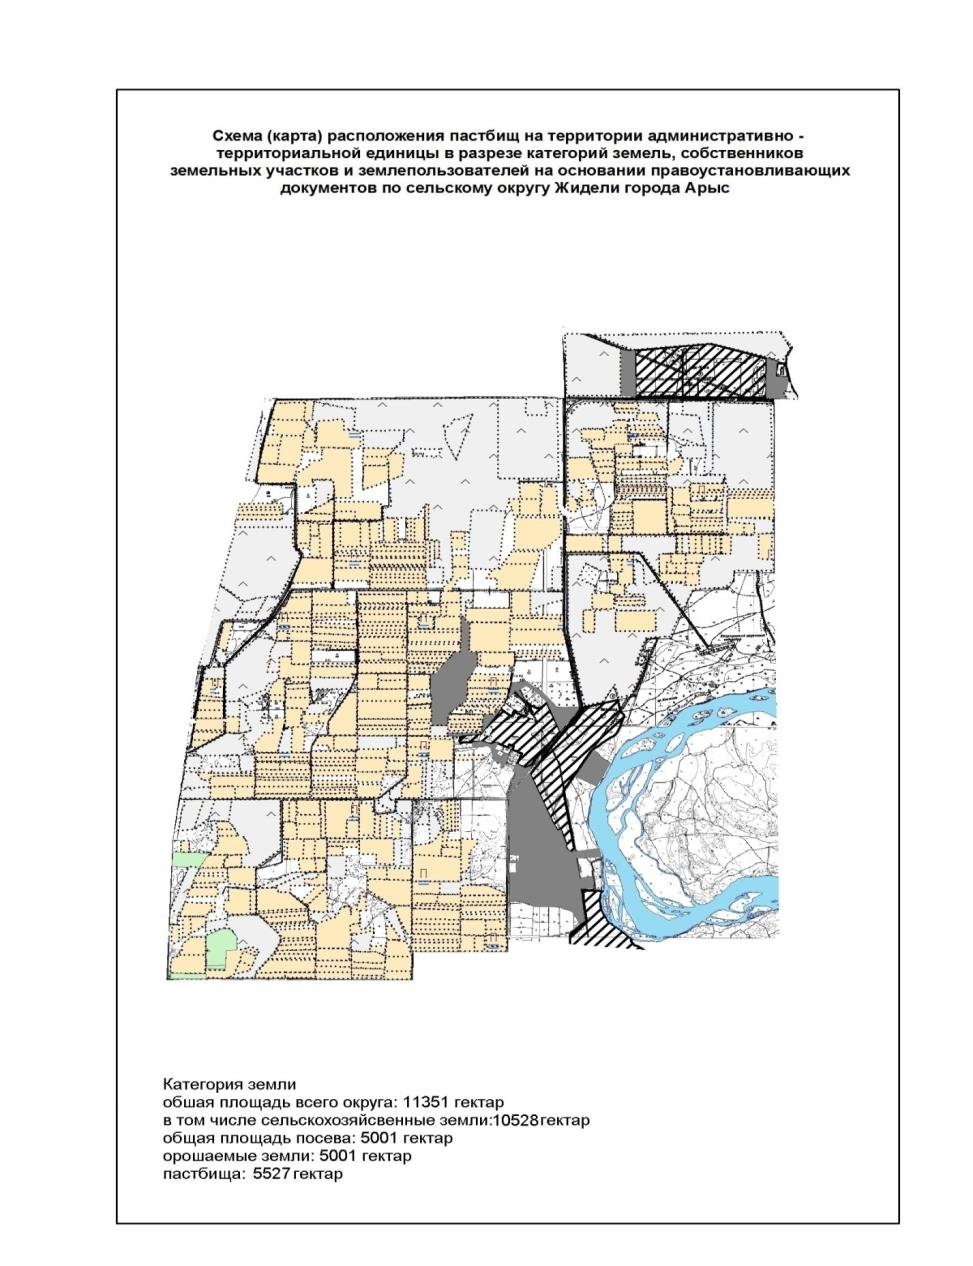 Схема (карта) расположения пастбищ на территории административно -
территориальной единицы в разрезе категорий земель, собственников
земельных участков и землепользователей на основании правоустановливающих
документов по сельскому округу Жидели города Арыс
Категория земли
обшая площадь всего округа: 11351 гектар
в том числе сельскохозяйсвенные земли:10528 гектар
общая площадь посева: 5001 гектар
орошаемые земли: 5001 гектар
пастбища: 5527 гектар